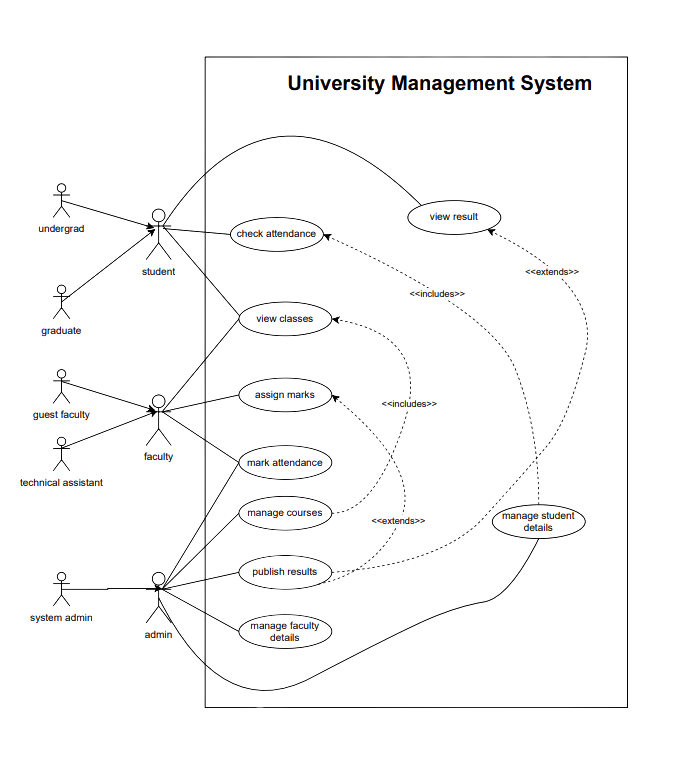 University Management System
undergrad
student
check attendance
view result
<<extends>>
<<includes>>
graduate
view classes
guest faculty
assign marks
<<includes>>
faculty
mark attendance
technical assistant
manage courses
<<extends>>
manage student
details
publish results
system admin
admin
manage faculty
details